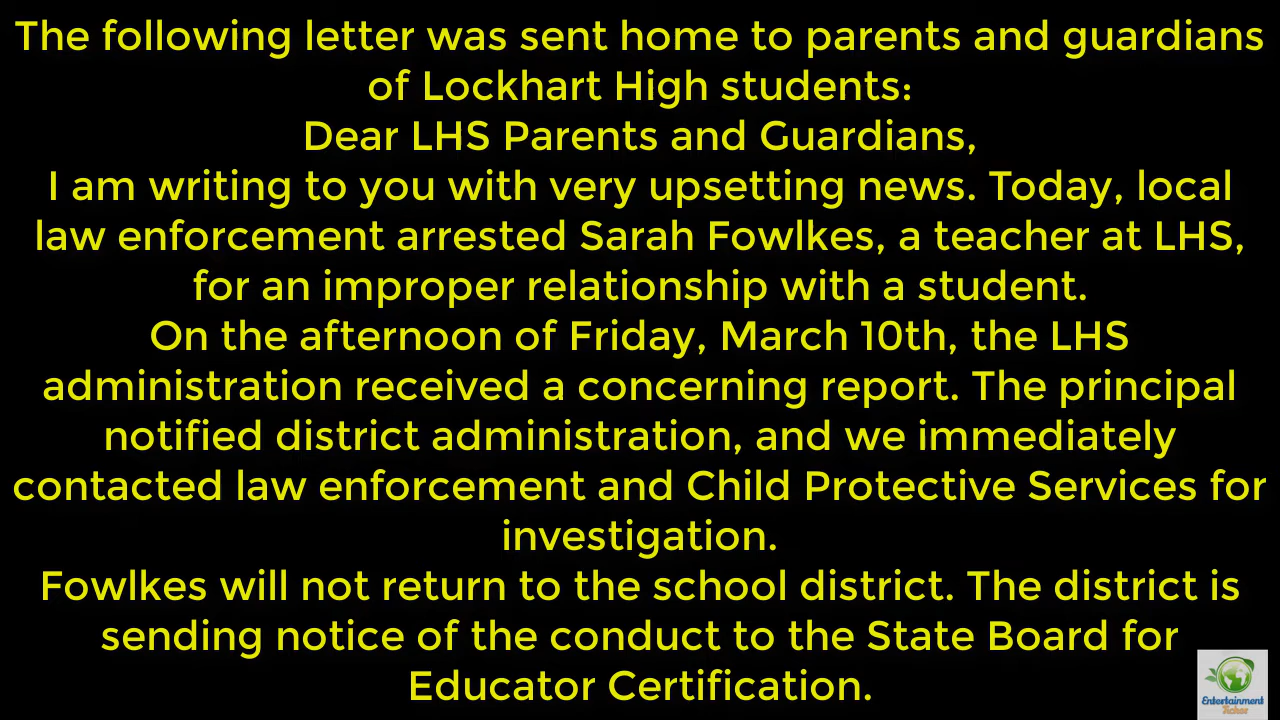 The following letter was sent home to parents and guardians
of Lockhart High students:
Dear LHS Parents and Guardians,
I am writing to you with very upsetting news. Today, local
law enforcement arrested Sarah Fowlkes, a teacher at LHS,
for an improper relationship with a student.
On the afternoon of Friday, March 10th, the LHS
administration received a concerning report. The principal
notified district administration, and we immediately
contacted law enforcement and Child Protective Services for
investigation.
Fowlkes will not return to the school district. The district is
sending notice of the conduct to the State Board for
Educator Certification.
Entertainment